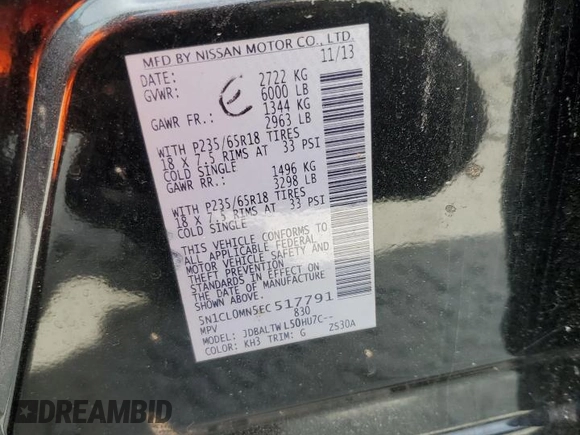 MFD BY NISSAN MOTOR CO., LTD.
DATE: 11/13
GVWR: 2722 KG
6000 LB
GAWR FR.: 1344 KG
2963 LB
WITH P235/65R18 TIRES
18 X 7.5 RIMS AT 33 PSI
COLD SINGLE
GAWR RR.: 1496 KG
3298 LB
WITH P235/65R18 TIRES
18 X 7.5 RIMS AT 33 PSI
COLD SINGLE
THIS VEHICLE CONFORMS TO
ALL APPLICABLE FEDERAL
MOTOR VEHICLE SAFETY AND
THEFT PREVENTION
STANDARDS IN EFFECT ON
THE DATE OF MANUFACTURE
SHOWN ABOVE.
5N1CL0MN5EC517791
MPV 830
MODEL: JDBALTWL50HU7C--
COLOR: KH3 TRIM: G ZS30A
E
DREAMBID